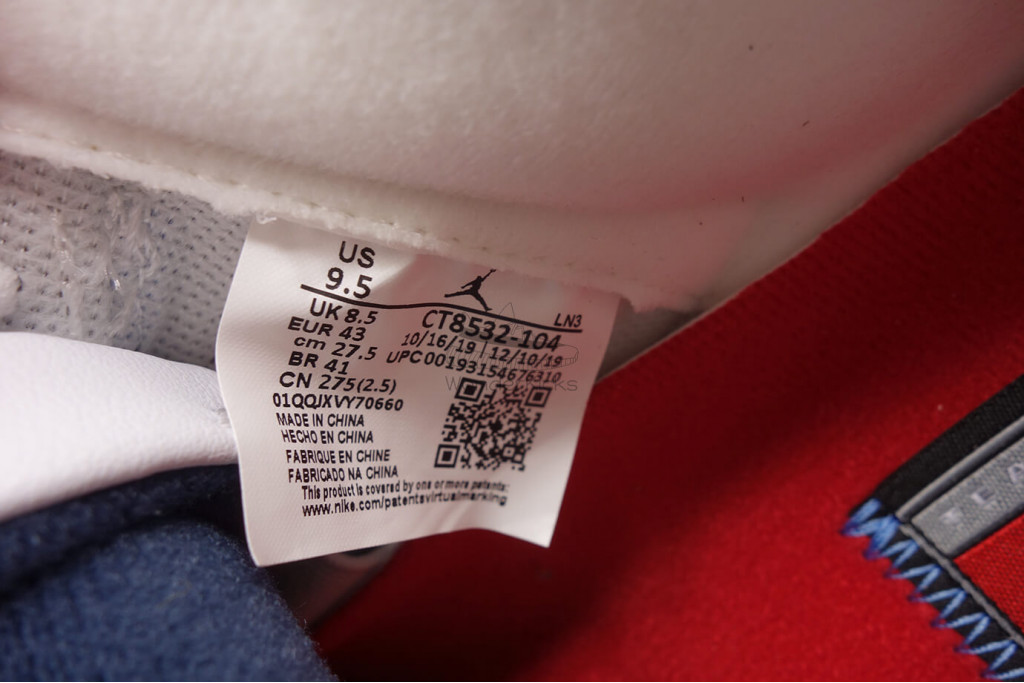 US
9.5
LN3
UK 8.5
CT8532-104
EUR 43
10/16/19 12/10/19
cm 27.5
UPC 00193154676310
BR 41
CN 275(2.5)
01QQJXVY70660
MADE IN CHINA
HECHO EN CHINA
FABRIQUE EN CHINE
FABRICADO NA CHINA
This product is covered by one or more patents:
www.nike.com/patentsvirtualmarking